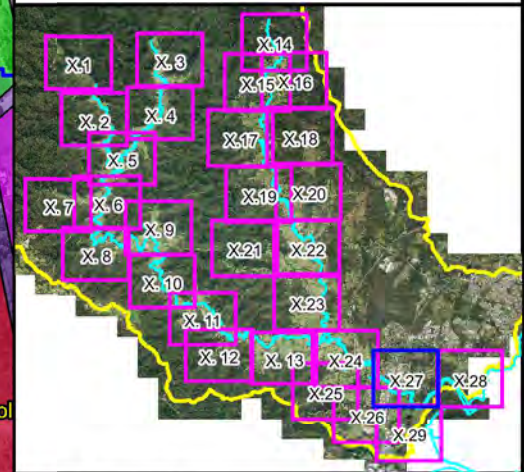 X.14
X.1
X. 3
X.15
X.16
X. 2
X. 4
X.17
X.18
X. 5
X. 7
X. 6
X.19
X.20
X. 9
X. 8
X.21
X.22
X. 10
X.23
X. 11
X. 12
X. 13
X.24
X.27
X.28
X.25
ol
X.26
X.29